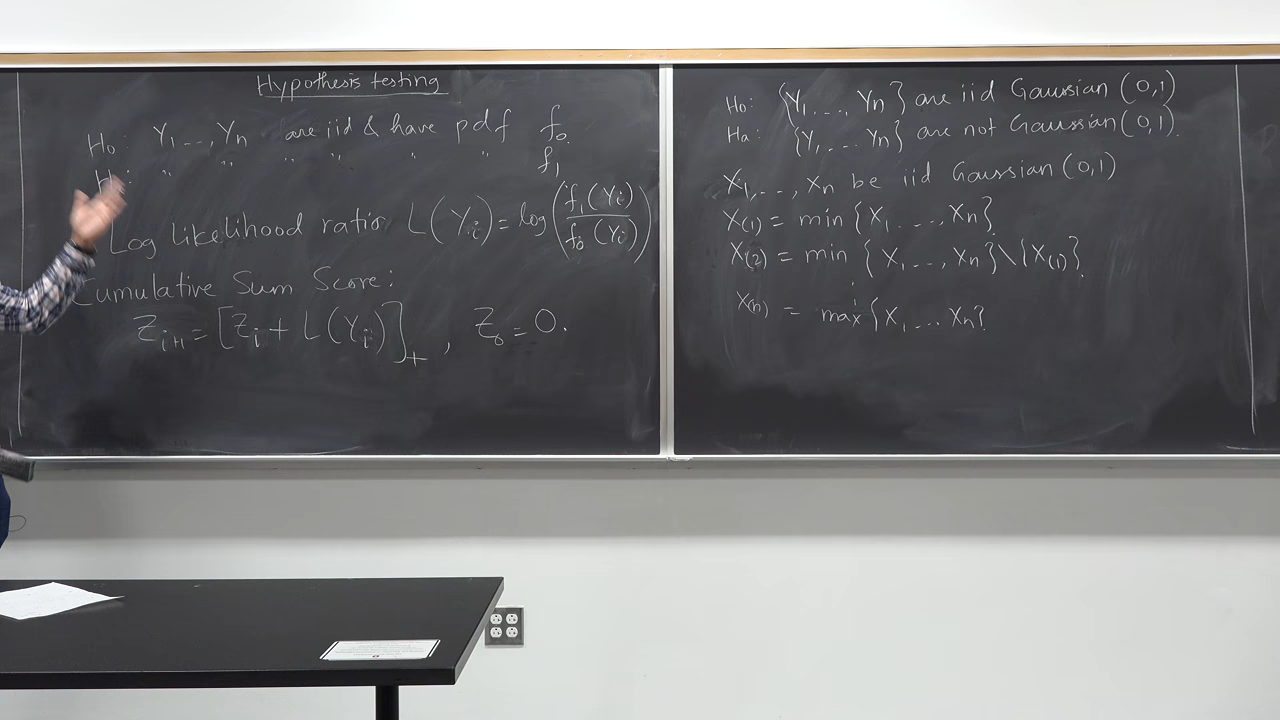 Hypothesis testing
H₀: Y₁ ..., Yₙ are iid & have pdf f₀.
H : " " " " " " f₁
Log likelihood ratio L(Yᵢ) = log(f₁(Yᵢ)/f₀(Yᵢ))
Cumulative Sum Score:
Zᵢ₊₁ = [Zᵢ + L(Yᵢ)]₊, Z₀ = 0.
H₀: {Y₁, ..., Yₙ} are iid Gaussian (0,1)
Ha: {Y₁, ... Yₙ} are not Gaussian (0,1).
X₁, ..., Xₙ be iid Gaussian (0,1)
X₍₁₎ = min {X₁ ..., Xₙ}
X₍₂₎ = min {X₁ ..., Xₙ}\{X₍₁₎}.
X₍ₙ₎ = max {X₁ ... Xₙ}